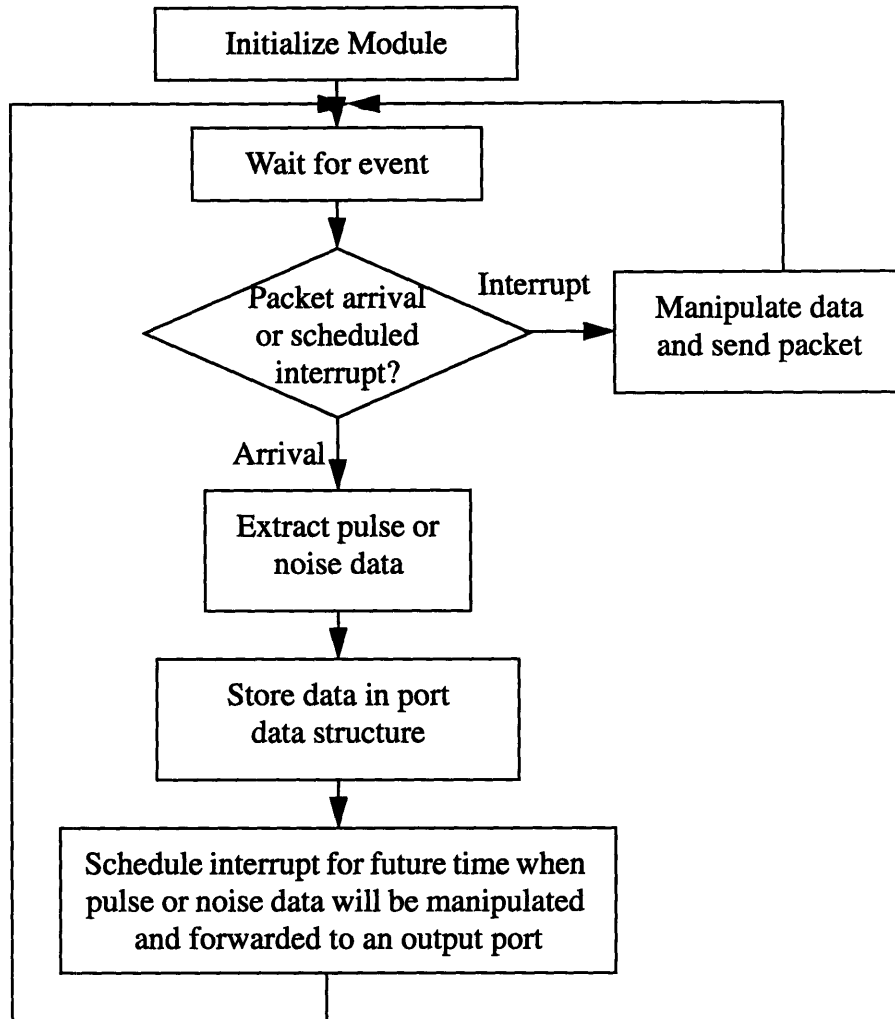 Initialize Module
Wait for event
Packet arrival
or scheduled
interrupt?
Interrupt
Manipulate data
and send packet
Arrival
Extract pulse or
noise data
Store data in port
data structure
Schedule interrupt for future time when
pulse or noise data will be manipulated
and forwarded to an output port